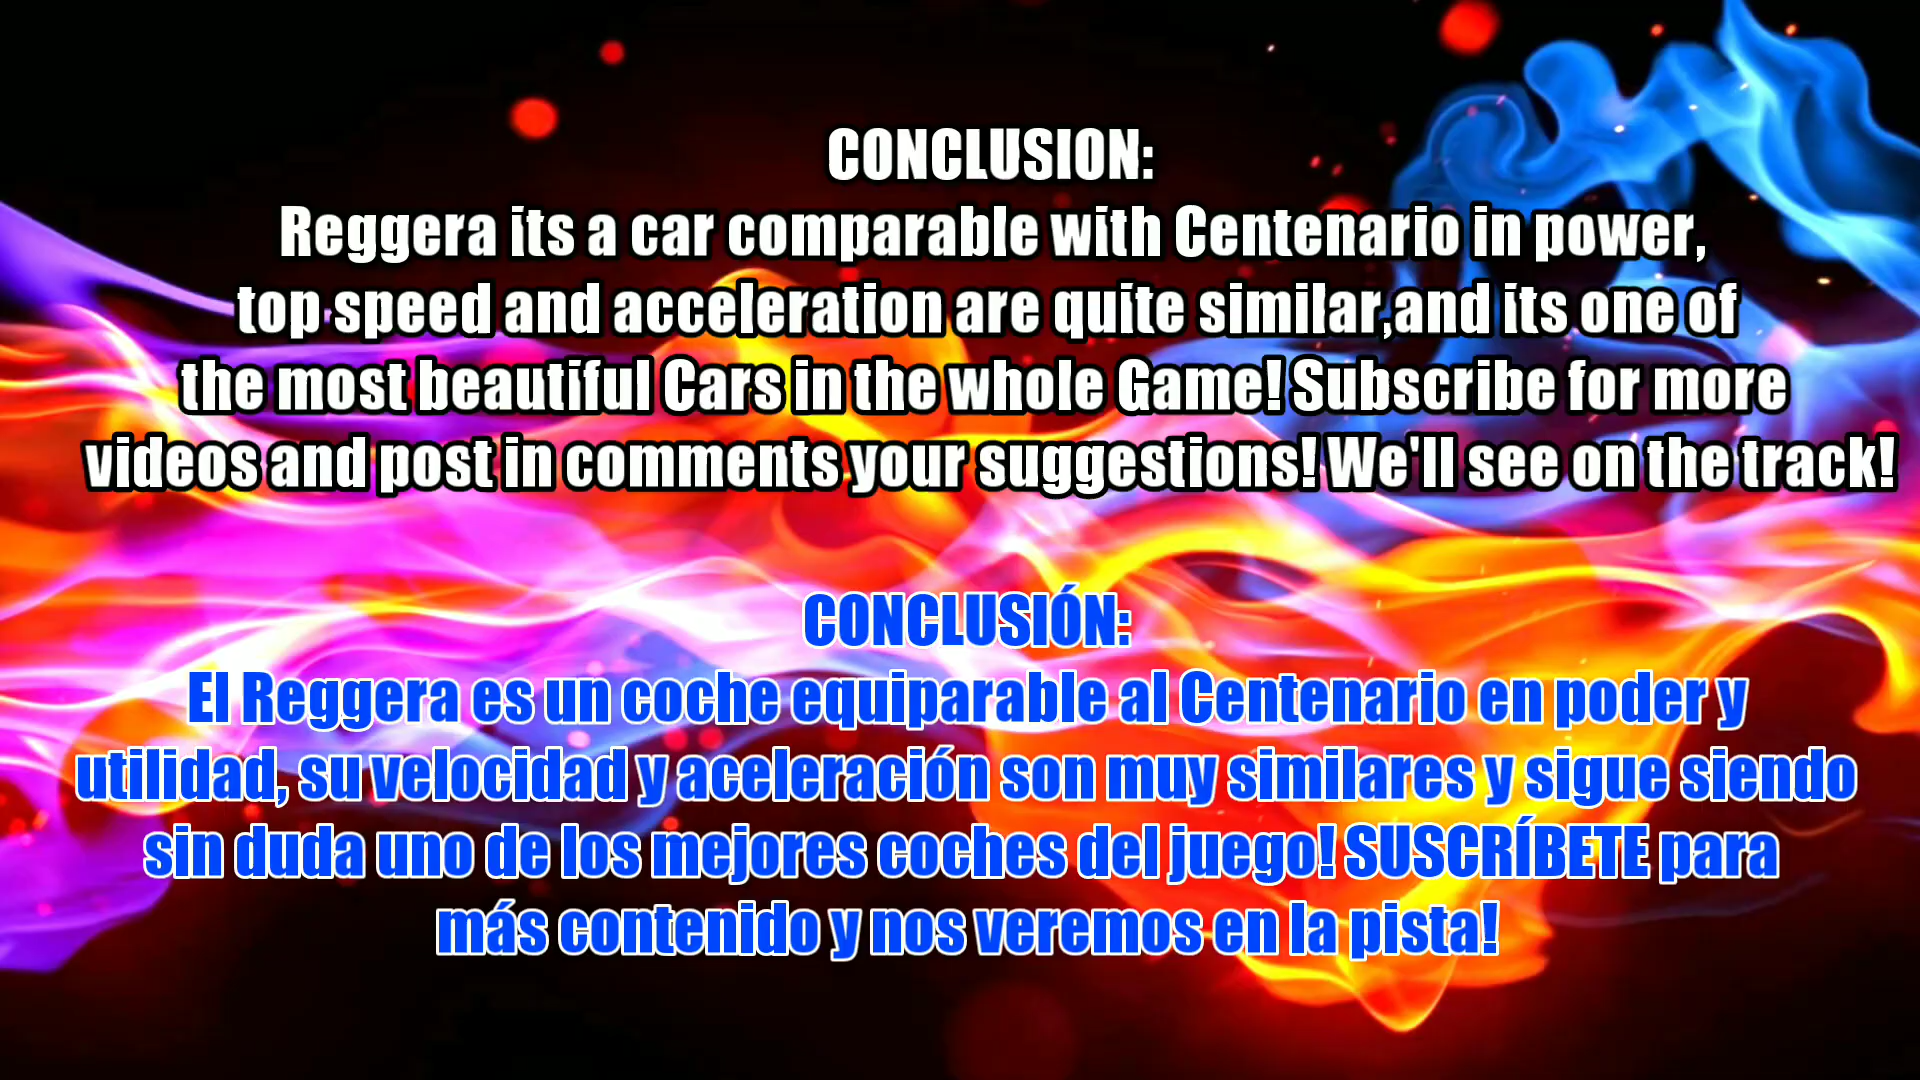 CONCLUSION:
Reggera its a car comparable with Centenario in power,
top speed and acceleration are quite similar,and its one of
the most beautiful Cars in the whole Game! Subscribe for more
videos and post in comments your suggestions! We'll see on the track!
CONCLUSIÓN:
El Reggera es un coche equiparable al Centenario en poder y
utilidad, su velocidad y aceleración son muy similares y sigue siendo
sin duda uno de los mejores coches del juego! SUSCRÍBETE para
más contenido y nos veremos en la pista!